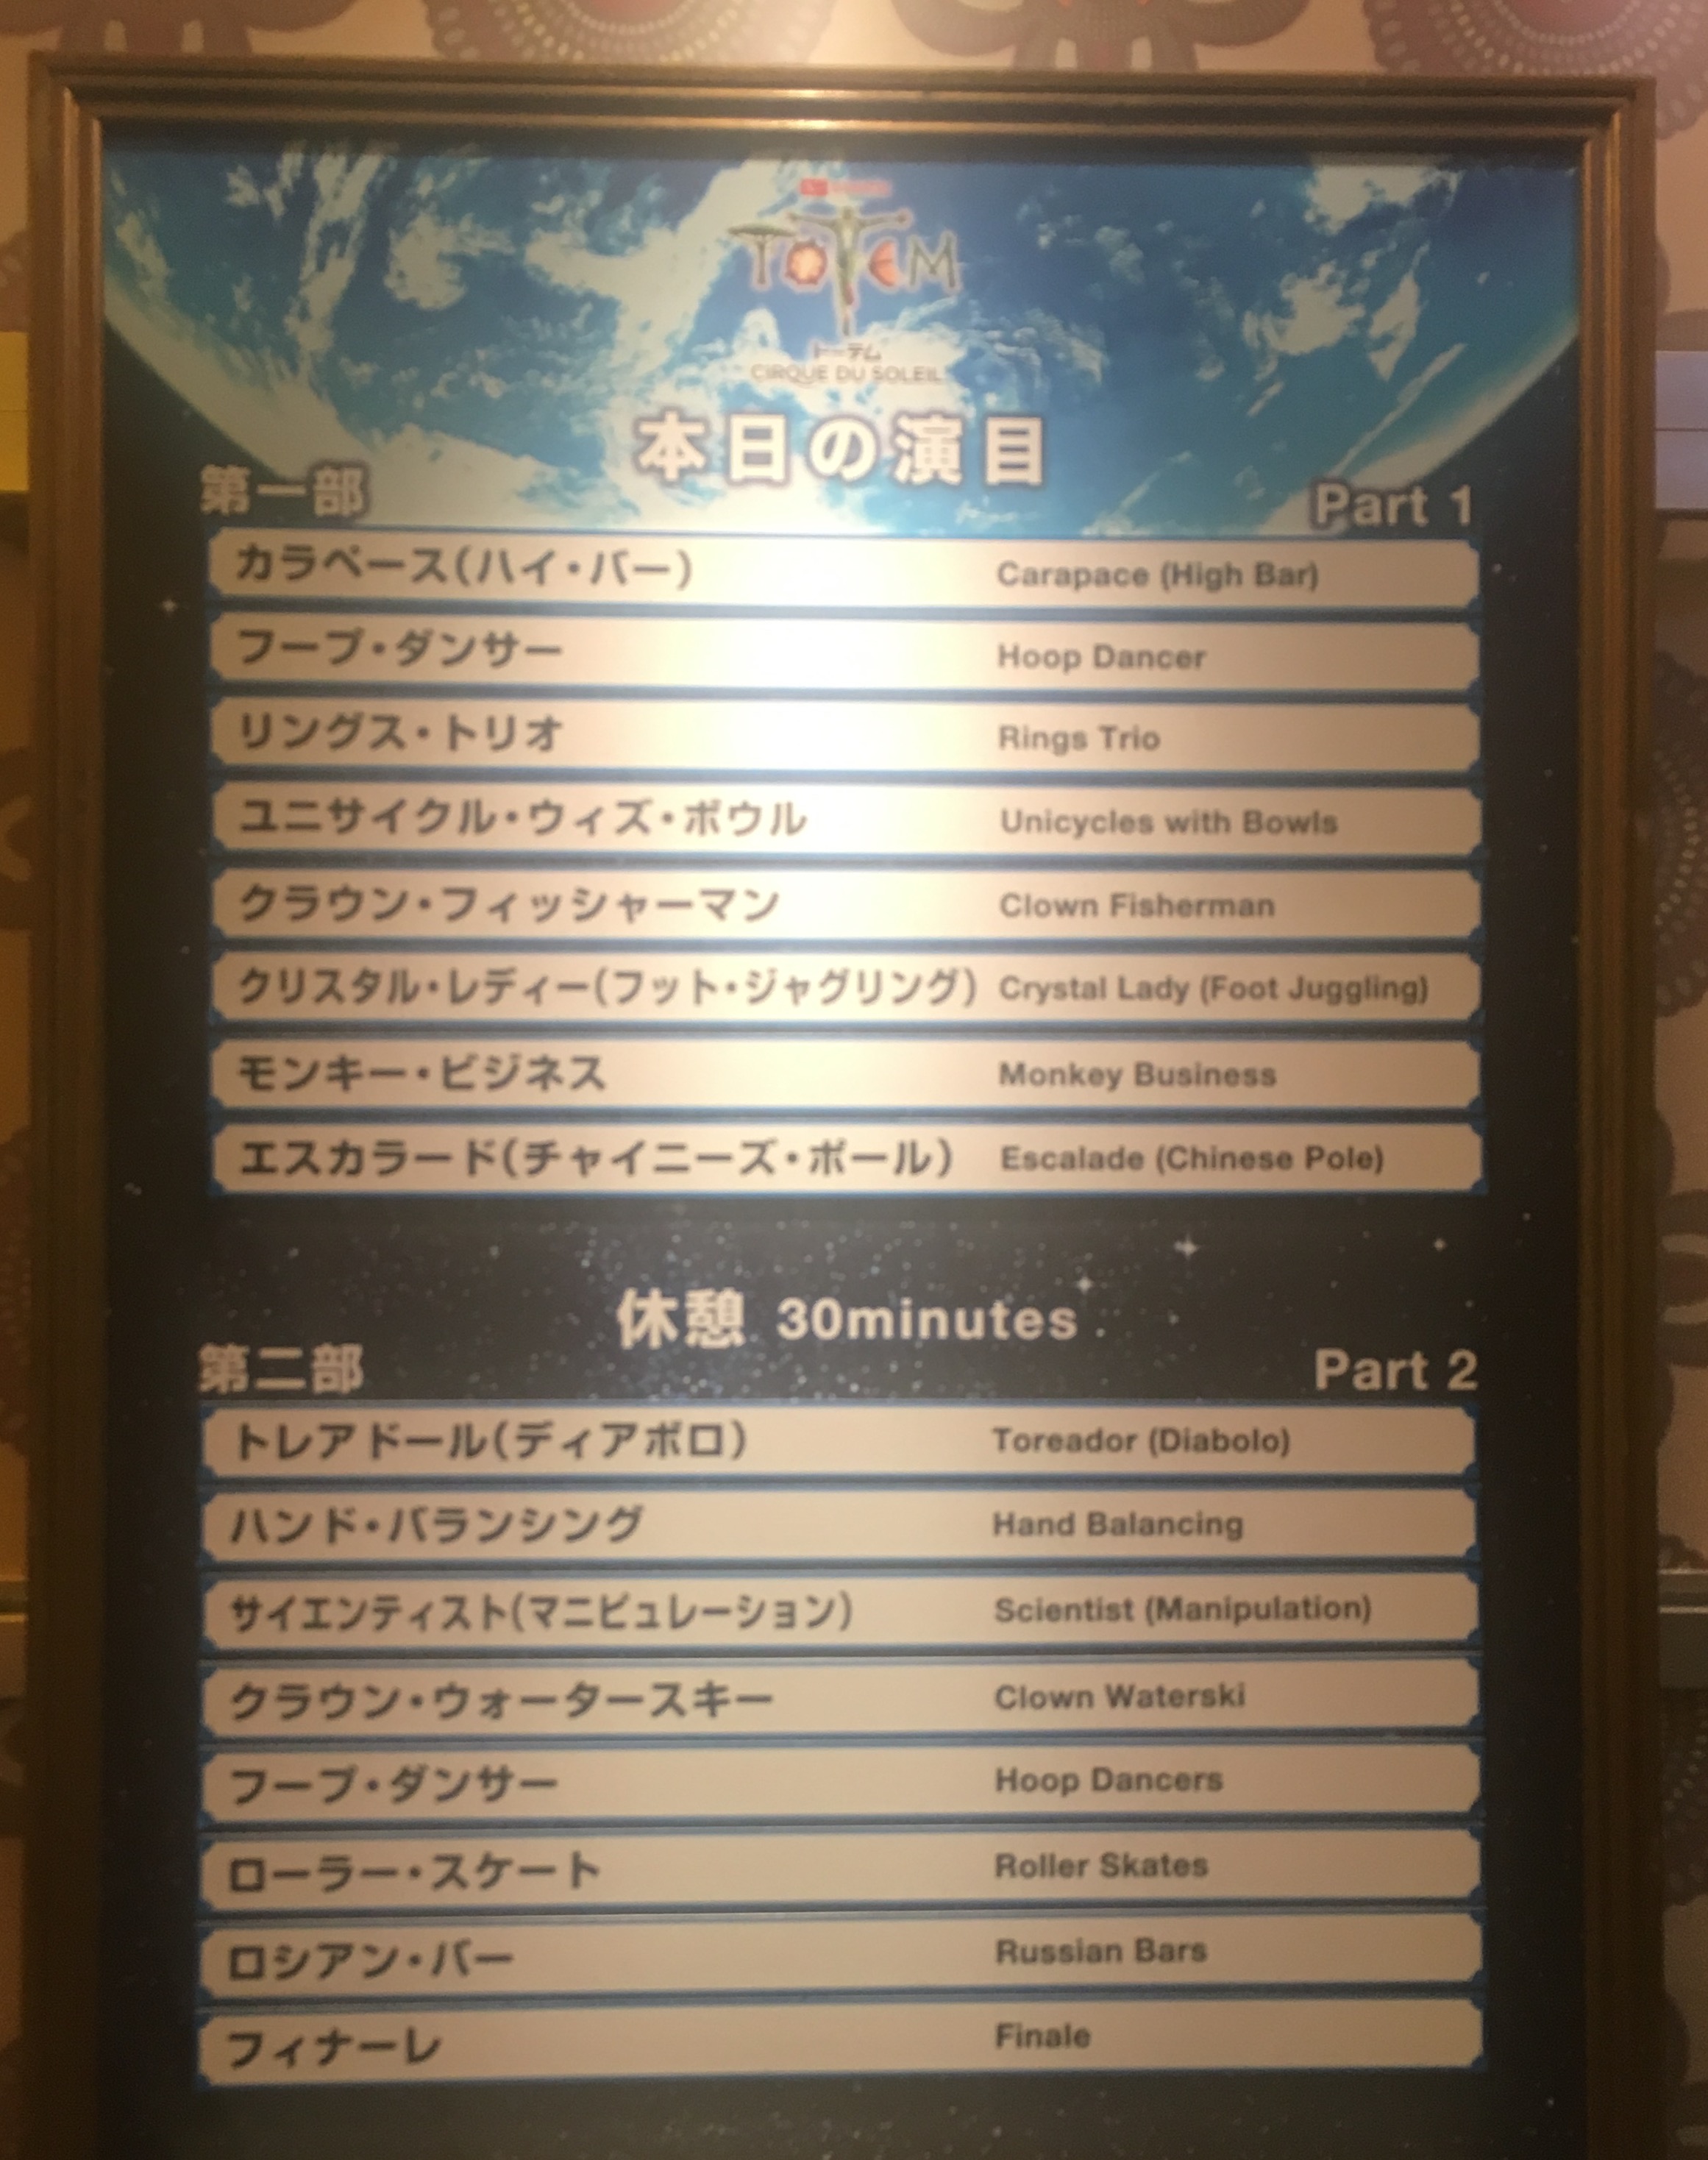 TOTEM
トーテム
CIRQUE DU SOLEIL
本日の演目
第一部 Part 1
カラペース(ハイ・バー) Carapace (High Bar)
フープ・ダンサー Hoop Dancer
リングス・トリオ Rings Trio
ユニサイクル・ウィズ・ボウル Unicycles with Bowls
クラウン・フィッシャーマン Clown Fisherman
クリスタル・レディー(フット・ジャグリング) Crystal Lady (Foot Juggling)
モンキー・ビジネス Monkey Business
エスカラード(チャイニーズ・ポール) Escalade (Chinese Pole)
休憩 30minutes
第二部 Part 2
トレアドール(ディアボロ) Toreador (Diabolo)
ハンド・バランシング Hand Balancing
サイエンティスト(マニピュレーション) Scientist (Manipulation)
クラウン・ウォータースキー Clown Waterski
フープ・ダンサー Hoop Dancers
ローラー・スケート Roller Skates
ロシアン・バー Russian Bars
フィナーレ Finale